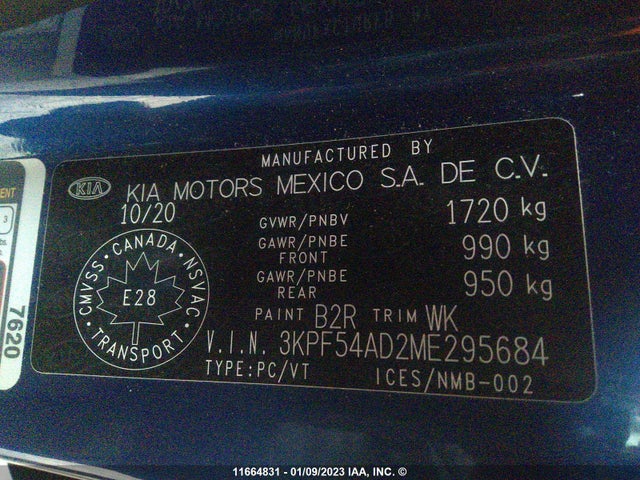 MANUFACTURED BY
KIA KIA MOTORS MEXICO S.A. DE C.V.
10/20
GVWR/PNBV 1720 kg
GAWR/PNBE FRONT 990 kg
GAWR/PNBE REAR 950 kg
CMVSS · CANADA · NSVAC · TRANSPORT ·
E28
PAINT B2R TRIM WK
V.I.N. 3KPF54AD2ME295684
TYPE:PC/VT ICES/NMB-002
7620
11664831 - 01/09/2023 IAA, INC. ©